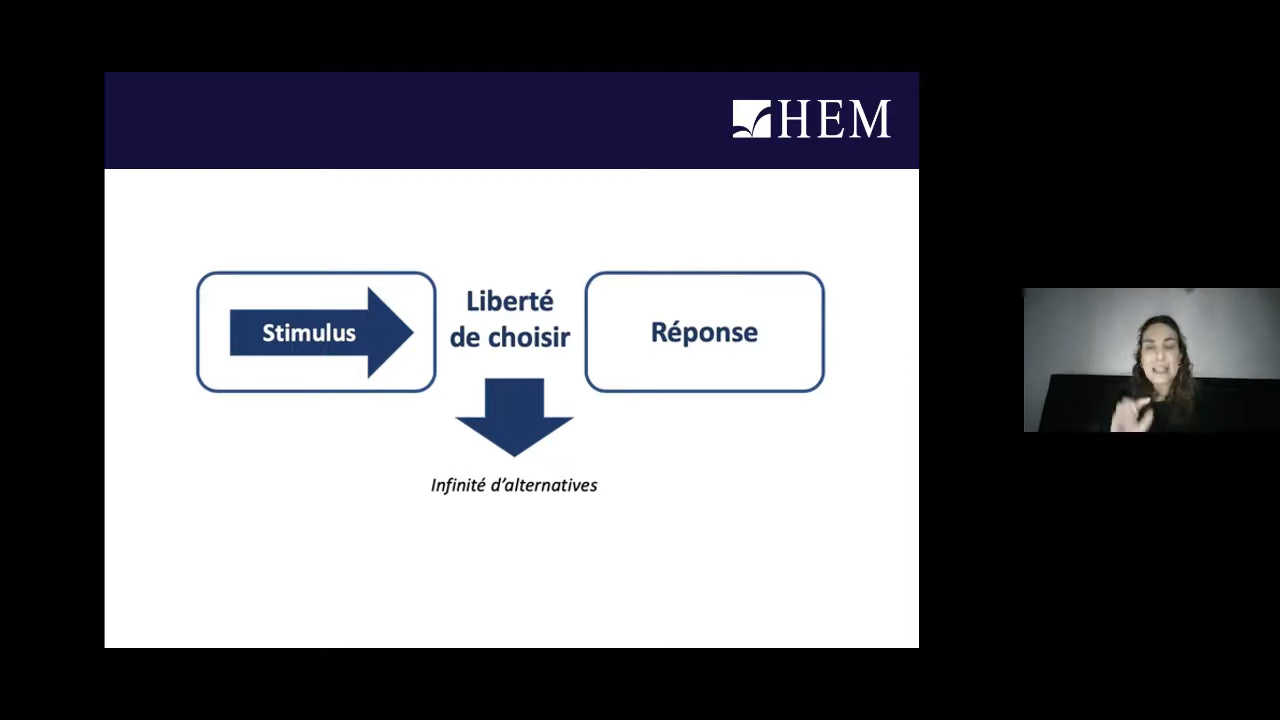 HEM
Stimulus
Liberté
de choisir
Réponse
Infinité d'alternatives